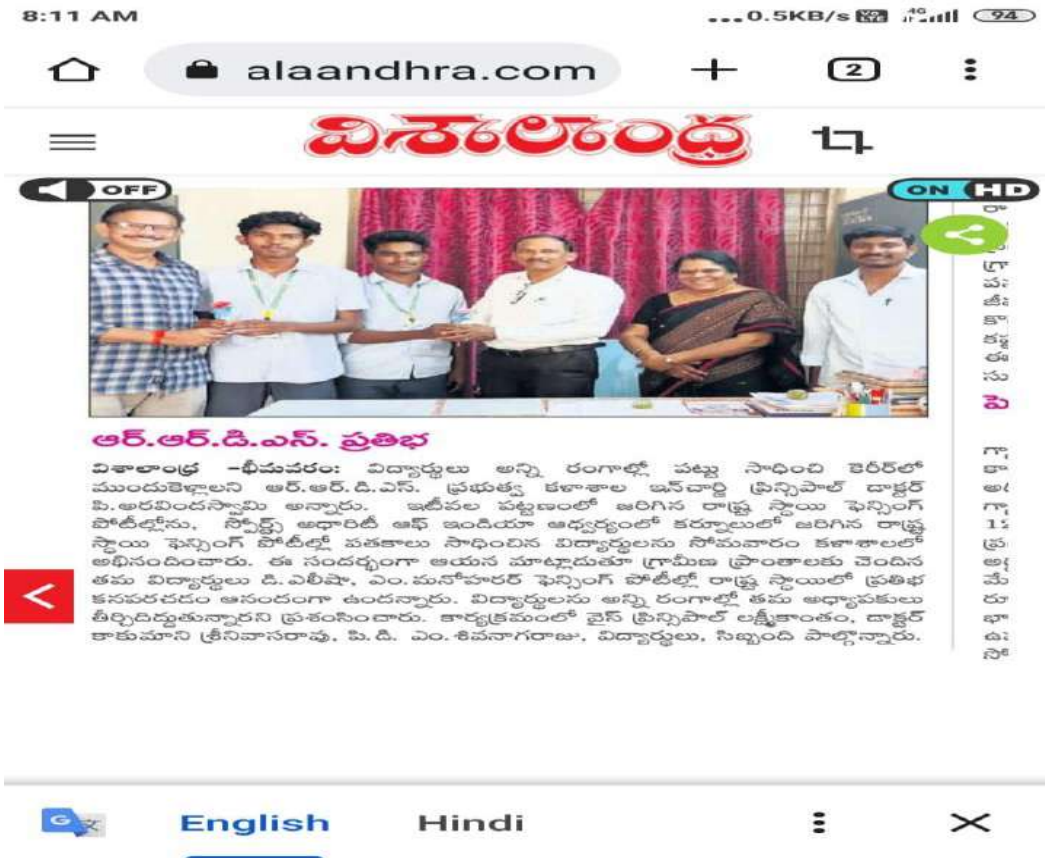 8:11 AM ...0.5KB/s Vo LTE 4G 94
alaandhra.com 2
విశాలాంధ్ర
OFF ON HD
ఆర్.ఆర్.డి.ఎస్. ప్రతిభ
విశాలాంధ్ర -భీమవరం: విద్యార్థులు అన్ని రంగాల్లో పట్టు సాధించి కెరీర్‌లో
ముందుకెళ్లాలని ఆర్.ఆర్.డి.ఎస్. ప్రభుత్వ కళాశాల ఇన్‌చార్జి ప్రిన్సిపాల్ డాక్టర్
పి.అరవిందస్వామి అన్నారు. ఇటీవల పట్టణంలో జరిగిన రాష్ట్ర స్థాయి ఫెన్సింగ్
పోటీల్లోను, స్పోర్ట్స్ అథారిటీ ఆఫ్ ఇండియా ఆధ్వర్యంలో కర్నూలులో జరిగిన రాష్ట్ర
స్థాయి ఫెన్సింగ్ పోటీల్లో పతకాలు సాధించిన విద్యార్థులను సోమవారం కళాశాలలో
అభినందించారు. ఈ సందర్భంగా ఆయన మాట్లాడుతూ గ్రామీణ ప్రాంతాలకు చెందిన
తమ విద్యార్థులు డి.ఎలీషా, ఎం.మనోహరర్ ఫెన్సింగ్ పోటీల్లో రాష్ట్ర స్థాయిలో ప్రతిభ
కనపరచడం ఆనందంగా ఉందన్నారు. విద్యార్థులను అన్ని రంగాల్లో తమ అధ్యాపకులు
తీర్చిదిద్దుతున్నారని ప్రశంసించారు. కార్యక్రమంలో వైస్ ప్రిన్సిపాల్ లక్ష్మీకాంతం, డాక్టర్
కాకుమాని శ్రీనివాసరావు, పి.డి. ఎం.శివనాగరాజు, విద్యార్థులు, సిబ్బంది పాల్గొన్నారు.
English Hindi